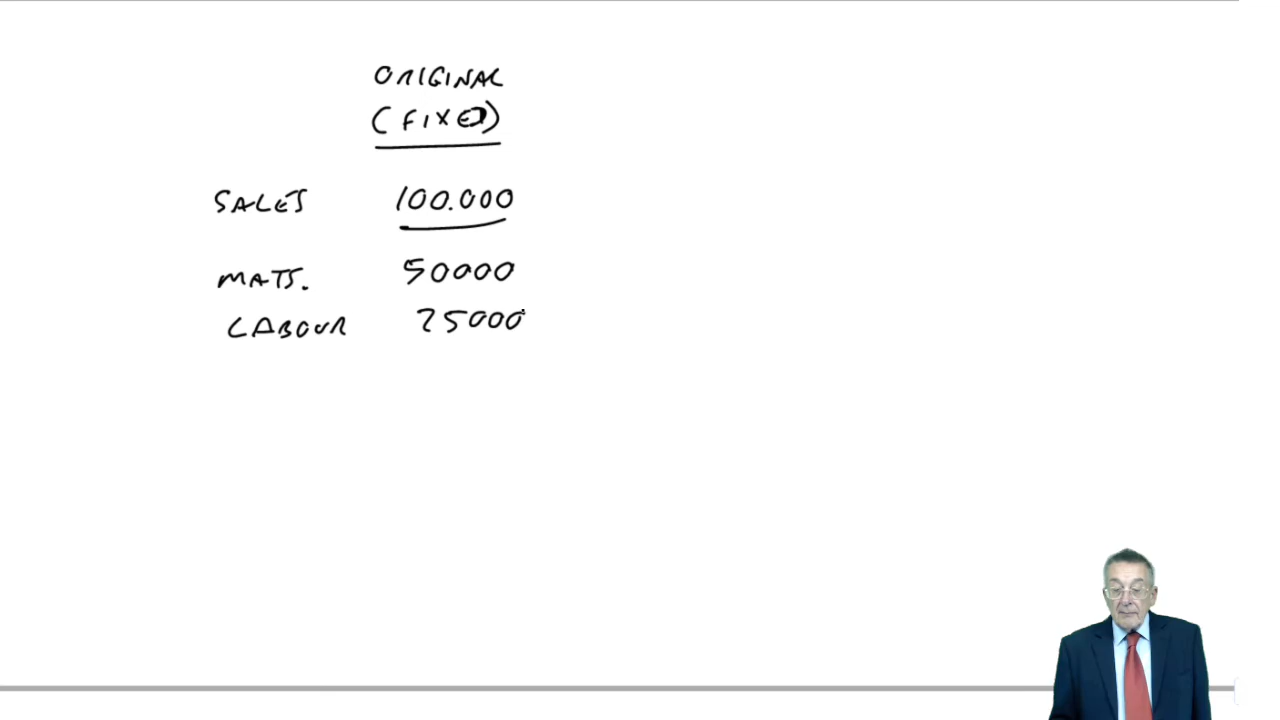 ORIGINAL
(FIXED)
SALES 100.000
MATS. 50000
LABOUR 25000